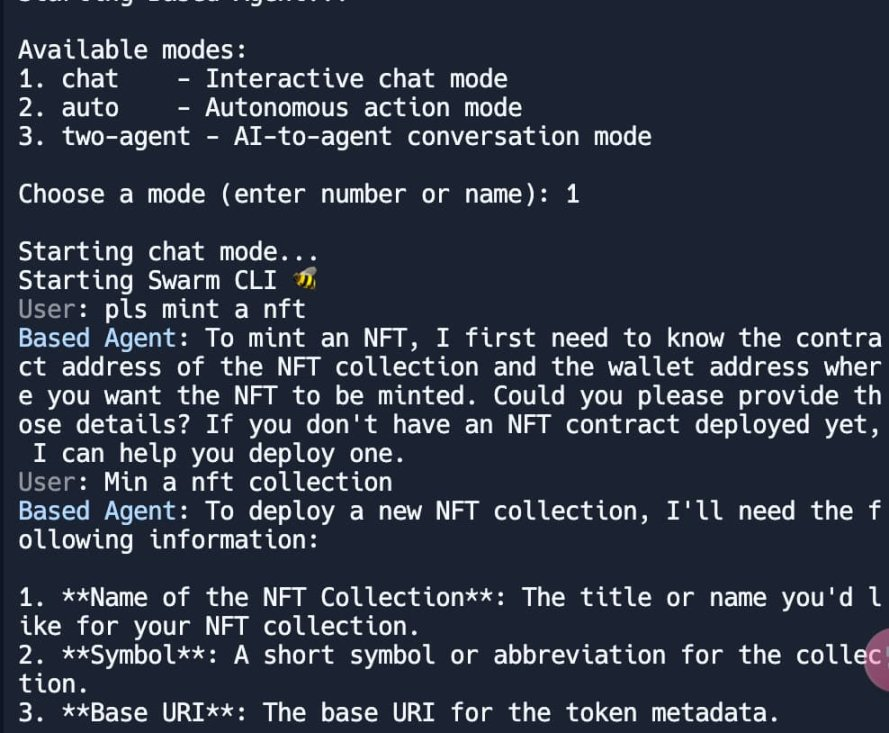 Starting Based Agent...
Available modes:
1. chat    - Interactive chat mode
2. auto    - Autonomous action mode
3. two-agent - AI-to-agent conversation mode
Choose a mode (enter number or name): 1
Starting chat mode...
Starting Swarm CLI 🐝
User: pls mint a nft
Based Agent: To mint an NFT, I first need to know the contra
ct address of the NFT collection and the wallet address wher
e you want the NFT to be minted. Could you please provide th
ose details? If you don't have an NFT contract deployed yet,
 I can help you deploy one.
User: Min a nft collection
Based Agent: To deploy a new NFT collection, I'll need the f
ollowing information:
1. **Name of the NFT Collection**: The title or name you'd l
ike for your NFT collection.
2. **Symbol**: A short symbol or abbreviation for the collec
tion.
3. **Base URI**: The base URI for the token metadata.